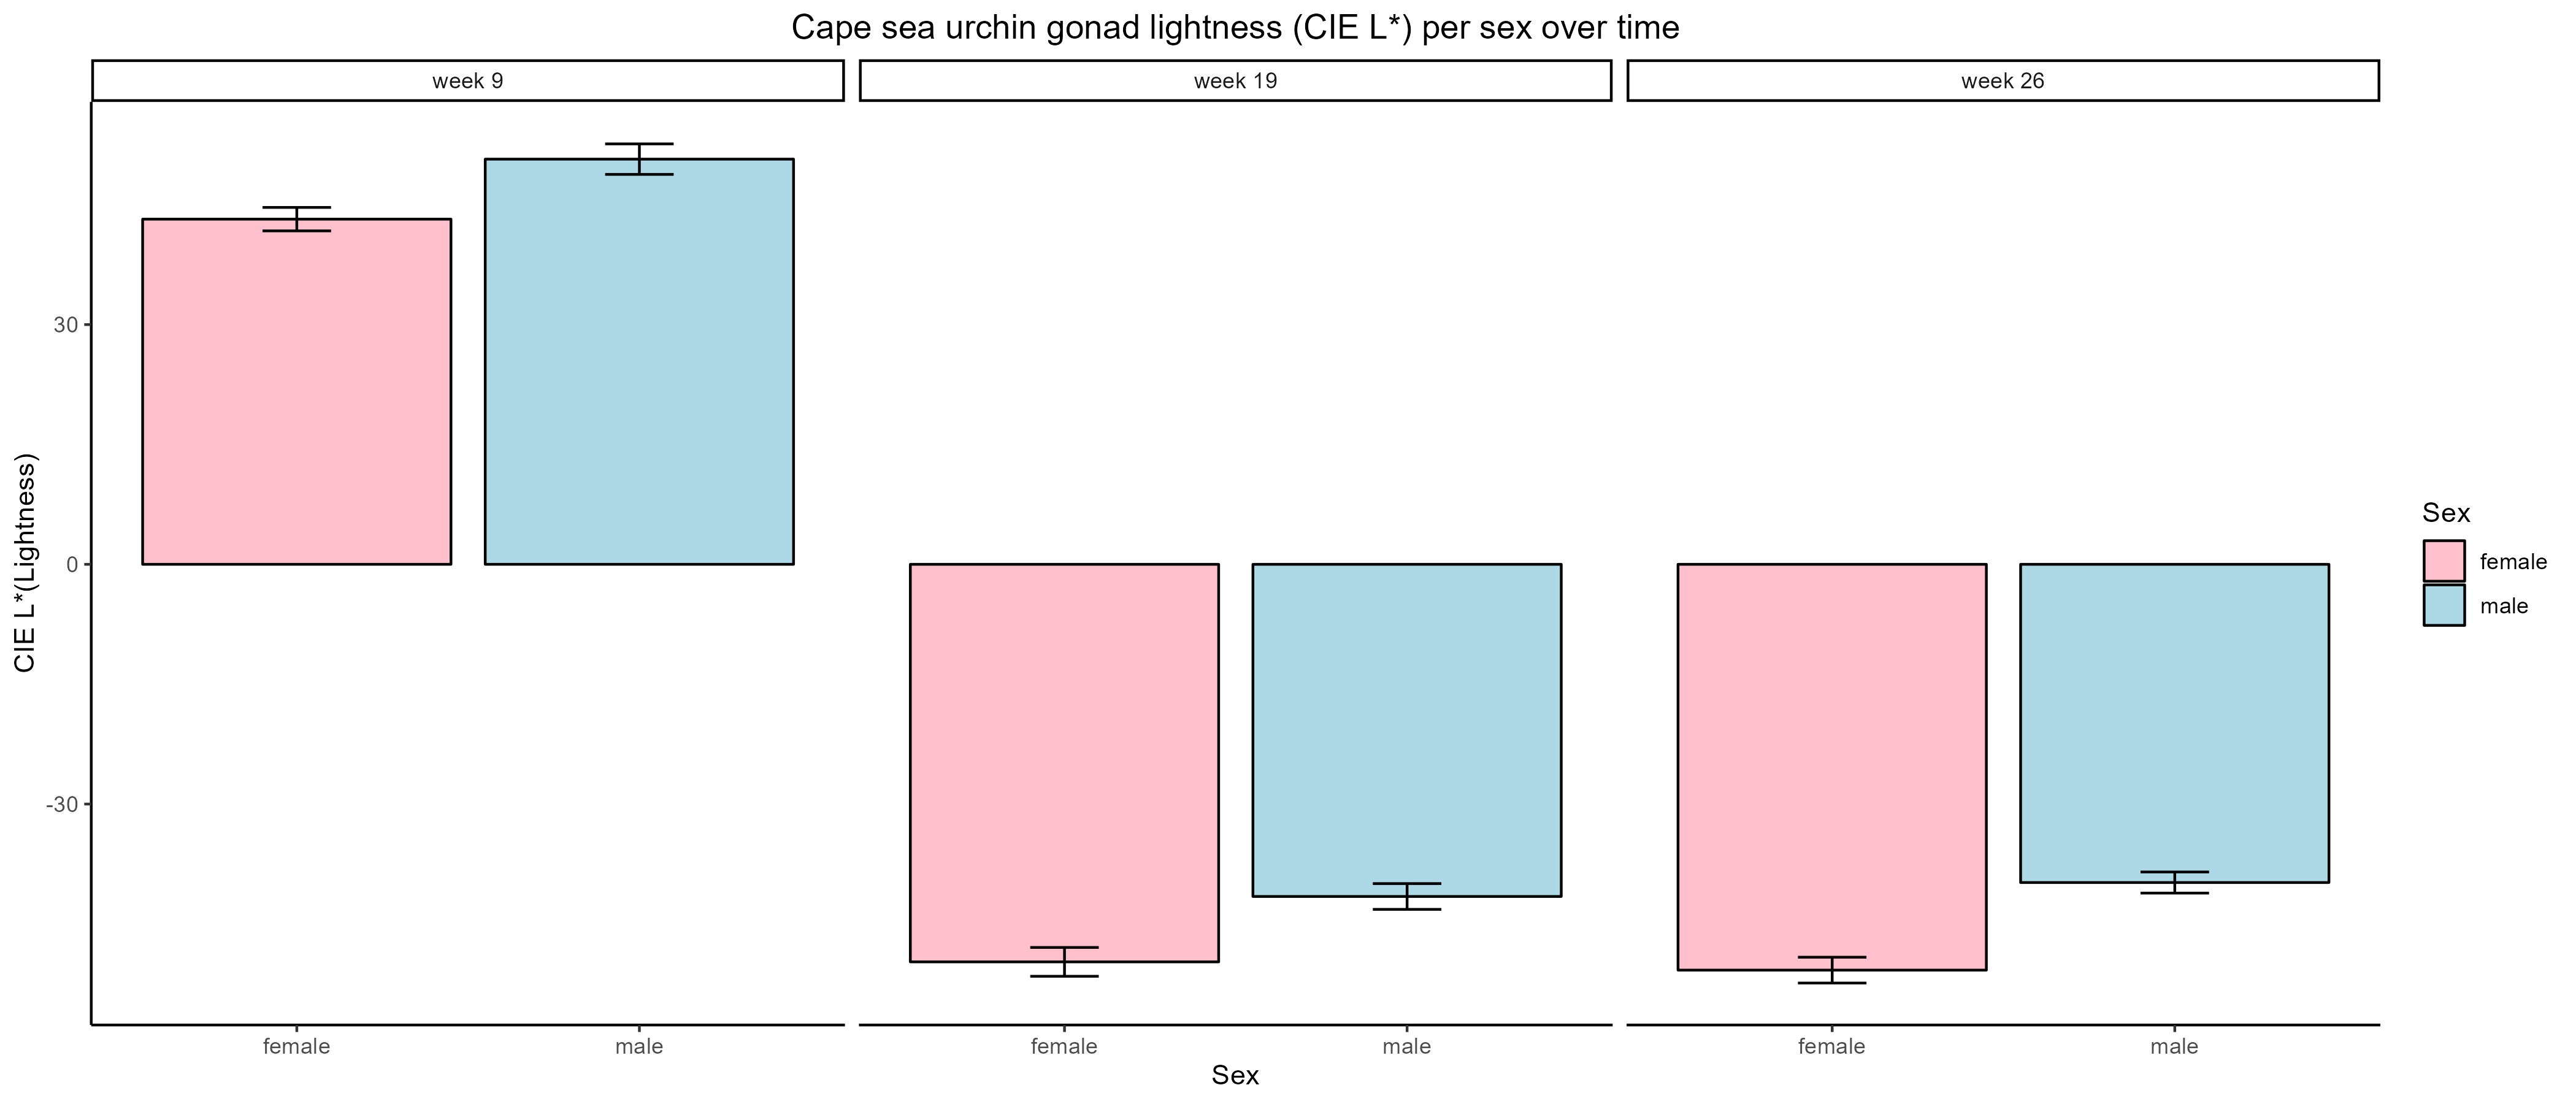 Cape sea urchin gonad lightness (CIE L*) per sex over time
week 9
week 19
week 26
CIE L*(Lightness)
30
0
-30
female
male
female
male
female
male
Sex
Sex
female
male